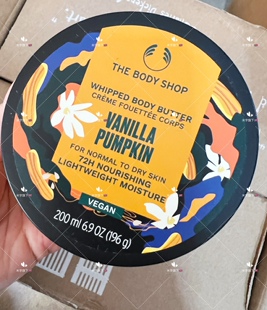 THE BODY SHOP
WHIPPED BODY BUTTER
CRÈME FOUETTÉE CORPS
VANILLA
PUMPKIN
FOR NORMAL TO DRY SKIN
72H NOURISHING
LIGHTWEIGHT MOISTURE
VEGAN
200 ml 6.9 OZ (196 g)